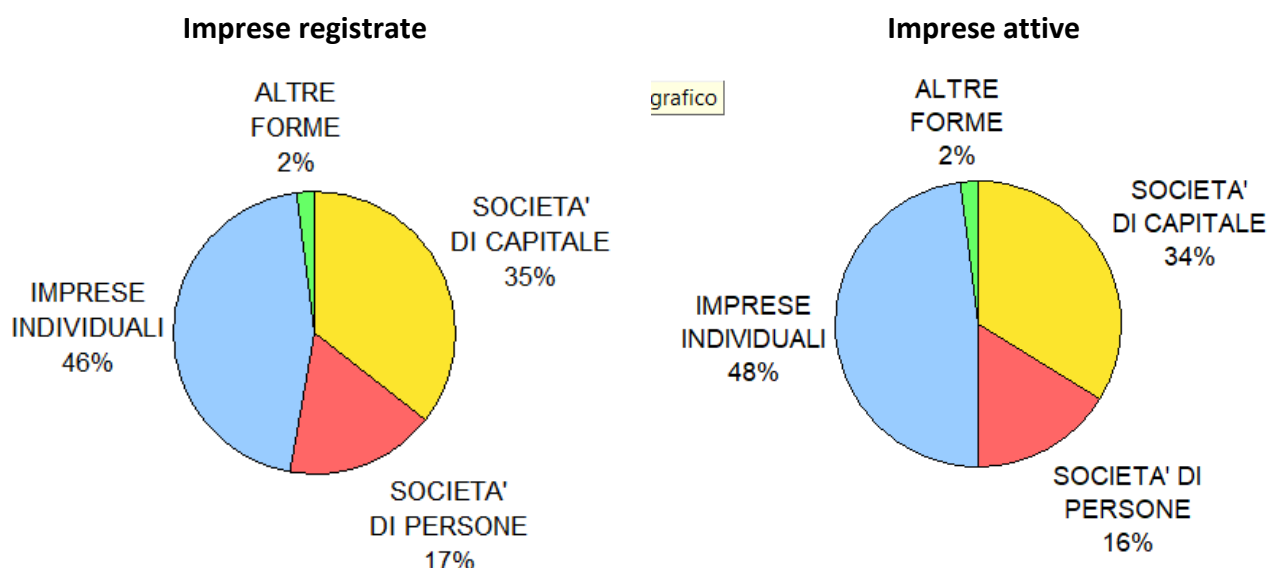 Imprese registrate
ALTRE
FORME
2%
SOCIETA'
DI CAPITALE
35%
IMPRESE
INDIVIDUALI
46%
SOCIETA'
DI PERSONE
17%
Imprese attive
grafico
ALTRE
FORME
2%
SOCIETA'
DI CAPITALE
34%
IMPRESE
INDIVIDUALI
48%
SOCIETA' DI
PERSONE
16%